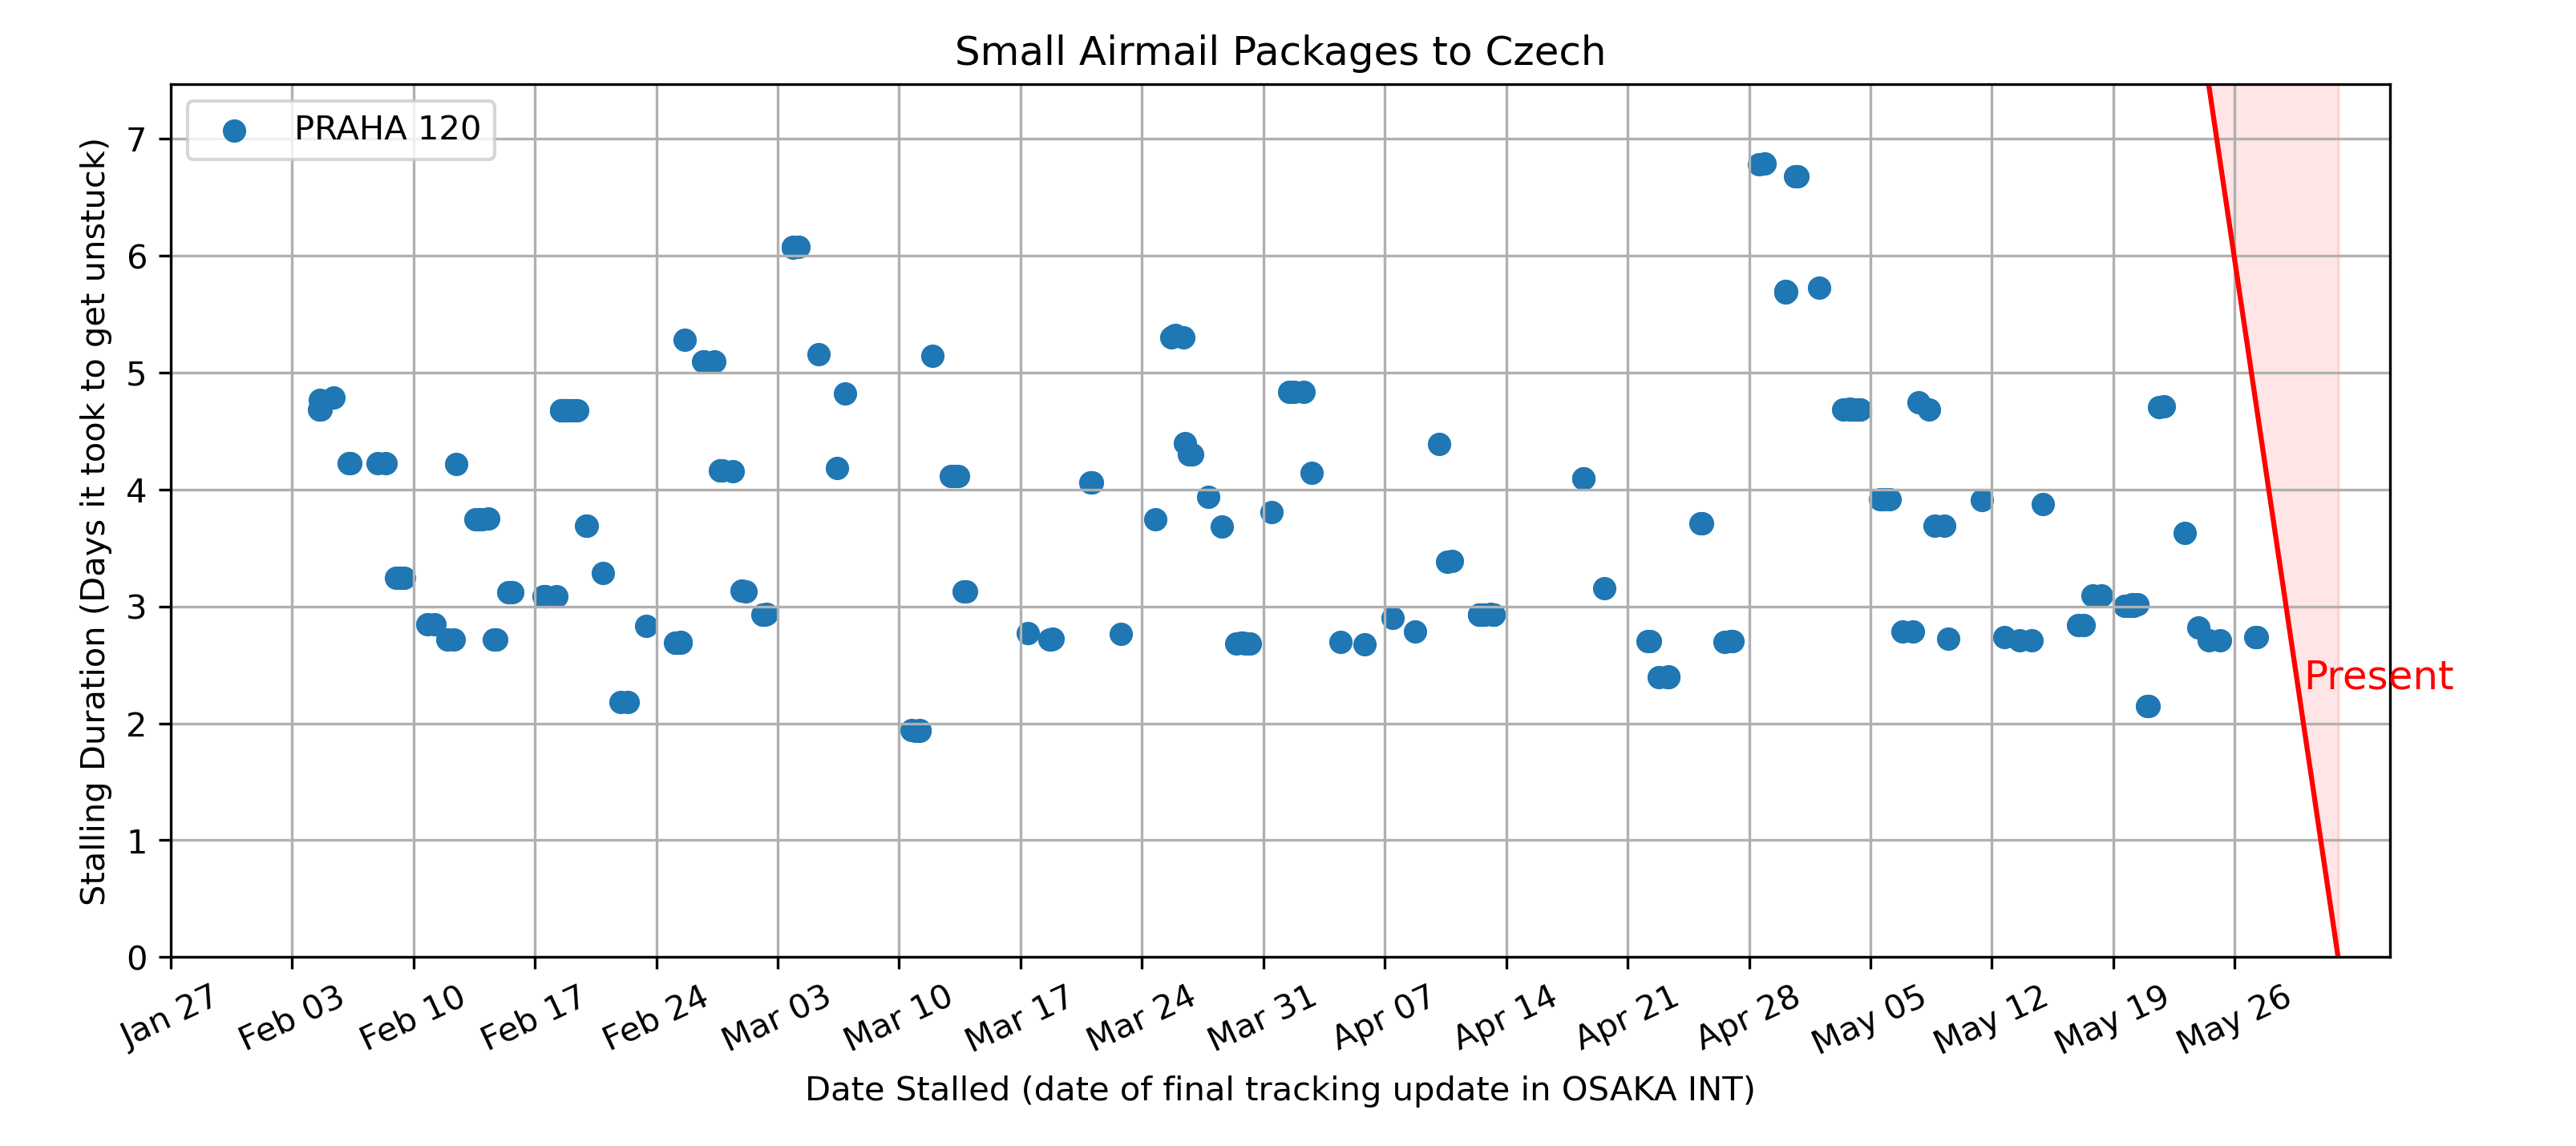 Small Airmail Packages to Czech
PRAHA 120
Stalling Duration (Days it took to get unstuck)
7
6
5
4
3
2
1
0
Present
Jan 27 Feb 03 Feb 10 Feb 17 Feb 24 Mar 03 Mar 10 Mar 17 Mar 24 Mar 31 Apr 07 Apr 14 Apr 21 Apr 28 May 05 May 12 May 19 May 26
Date Stalled (date of final tracking update in OSAKA INT)